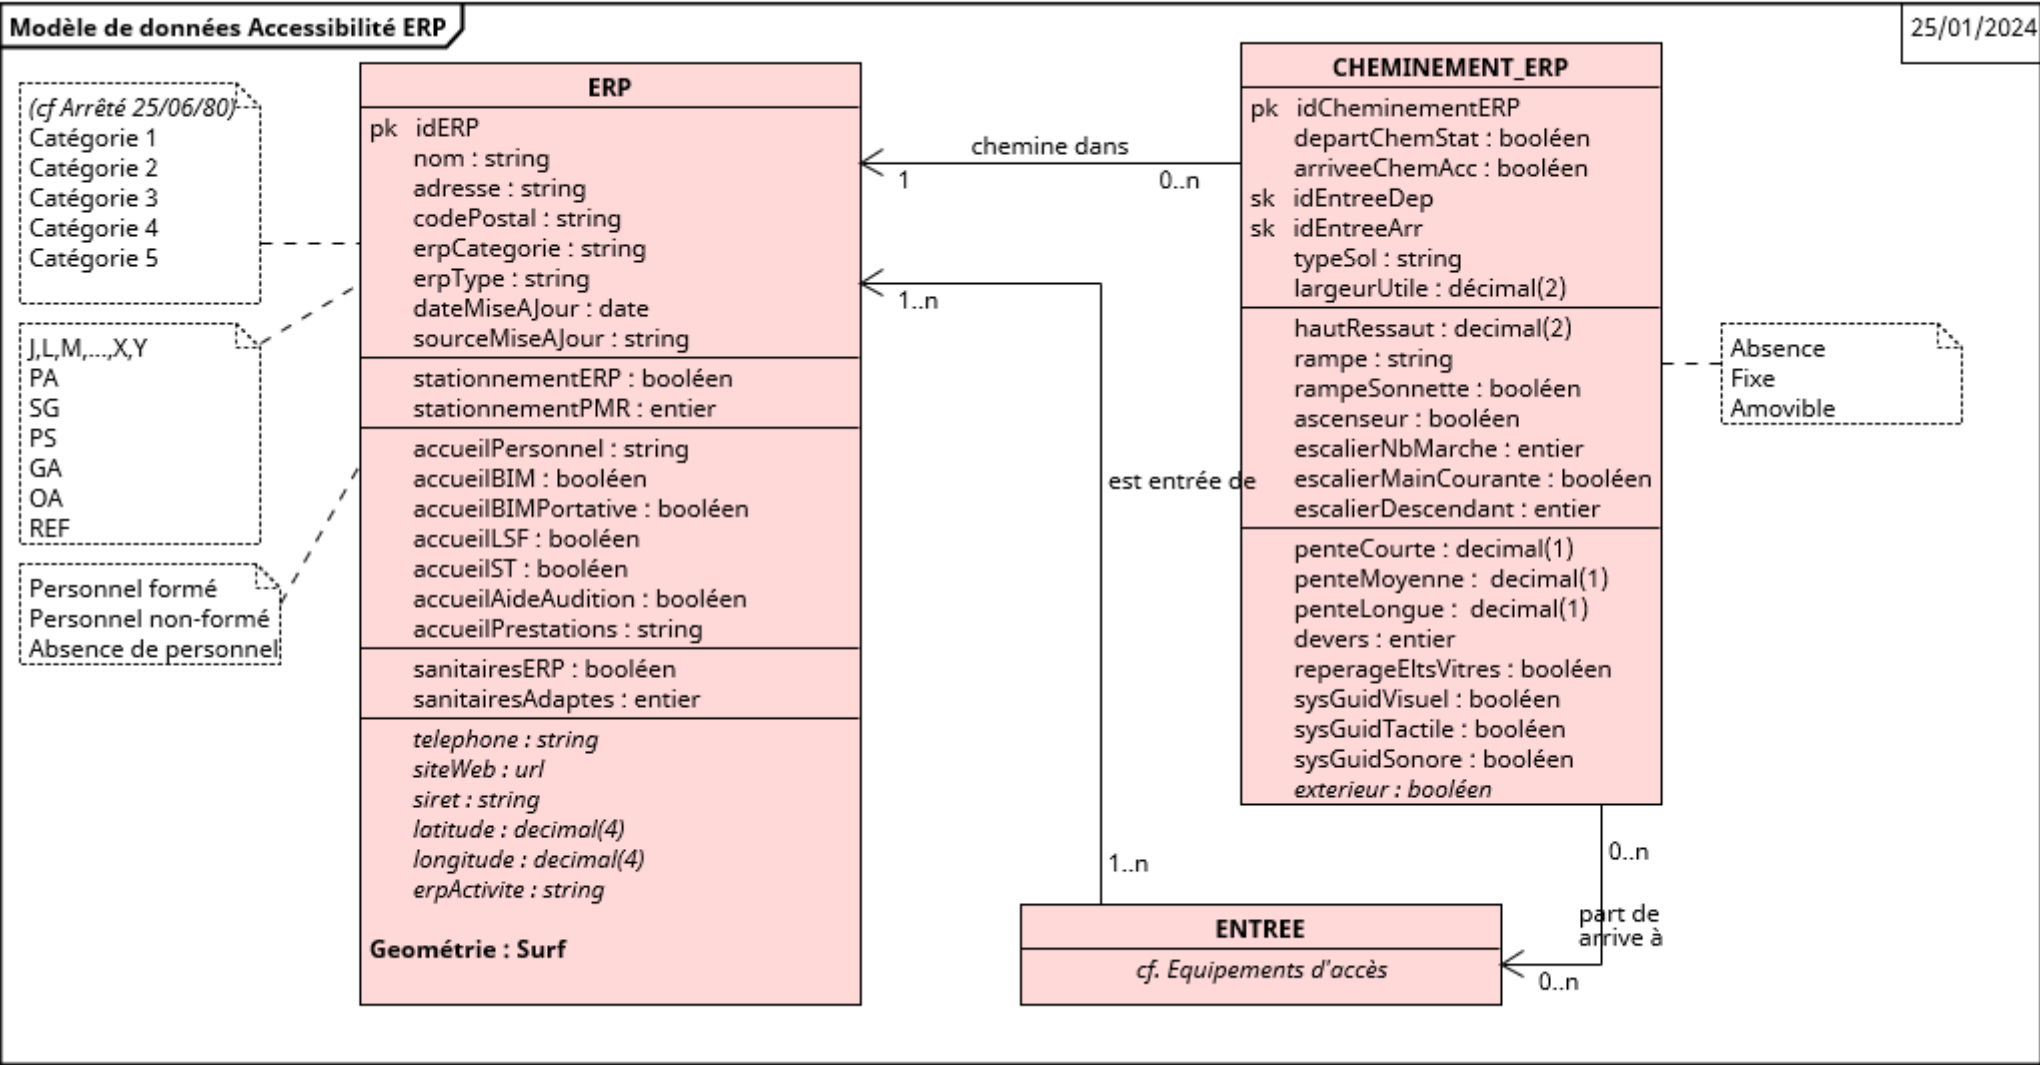 Modèle de données Accessibilité ERP
25/01/2024
(cf Arrêté 25/06/80)
Catégorie 1
Catégorie 2
Catégorie 3
Catégorie 4
Catégorie 5
J,L,M,...,X,Y
PA
SG
PS
GA
OA
REF
Personnel formé
Personnel non-formé
Absence de personnel
ERP
pk idERP
nom : string
adresse : string
codePostal : string
erpCategorie : string
erpType : string
dateMiseAJour : date
sourceMiseAJour : string
stationnementERP : booléen
stationnementPMR : entier
accueilPersonnel : string
accueilBIM : booléen
accueilBIMPortative : booléen
accueilLSF : booléen
accueilST : booléen
accueilAideAudition : booléen
accueilPrestations : string
sanitairesERP : booléen
sanitairesAdaptes : entier
telephone : string
siteWeb : url
siret : string
latitude : decimal(4)
longitude : decimal(4)
erpActivite : string
Geométrie : Surf
chemine dans
1
0..n
1..n
est entrée de
1..n
CHEMINEMENT_ERP
pk idCheminementERP
departChemStat : booléen
arriveeChemAcc : booléen
sk idEntreeDep
sk idEntreeArr
typeSol : string
largeurUtile : décimal(2)
hautRessaut : decimal(2)
rampe : string
rampeSonnette : booléen
ascenseur : booléen
escalierNbMarche : entier
escalierMainCourante : booléen
escalierDescendant : entier
penteCourte : decimal(1)
penteMoyenne : decimal(1)
penteLongue : decimal(1)
devers : entier
reperageEltsVitres : booléen
sysGuidVisuel : booléen
sysGuidTactile : booléen
sysGuidSonore : booléen
exterieur : booléen
Absence
Fixe
Amovible
0..n
part de
arrive à
0..n
ENTREE
cf. Equipements d'accès